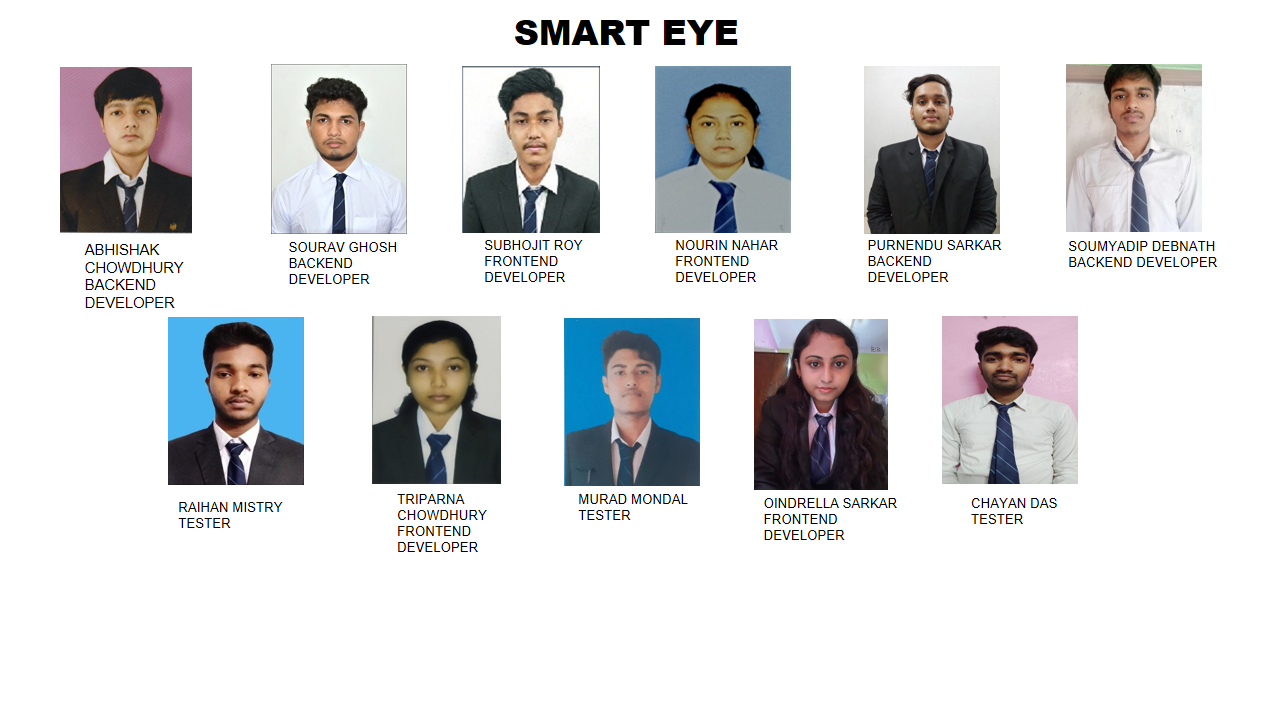 SMART EYE
ABHISHAK
CHOWDHURY
BACKEND
DEVELOPER
SOURAV GHOSH
BACKEND
DEVELOPER
SUBHOJIT ROY
FRONTEND
DEVELOPER
NOURIN NAHAR
FRONTEND
DEVELOPER
PURNENDU SARKAR
BACKEND
DEVELOPER
SOUMYADIP DEBNATH
BACKEND DEVELOPER
RAIHAN MISTRY
TESTER
TRIPARNA
CHOWDHURY
FRONTEND
DEVELOPER
MURAD MONDAL
TESTER
OINDRELLA SARKAR
FRONTEND
DEVELOPER
CHAYAN DAS
TESTER